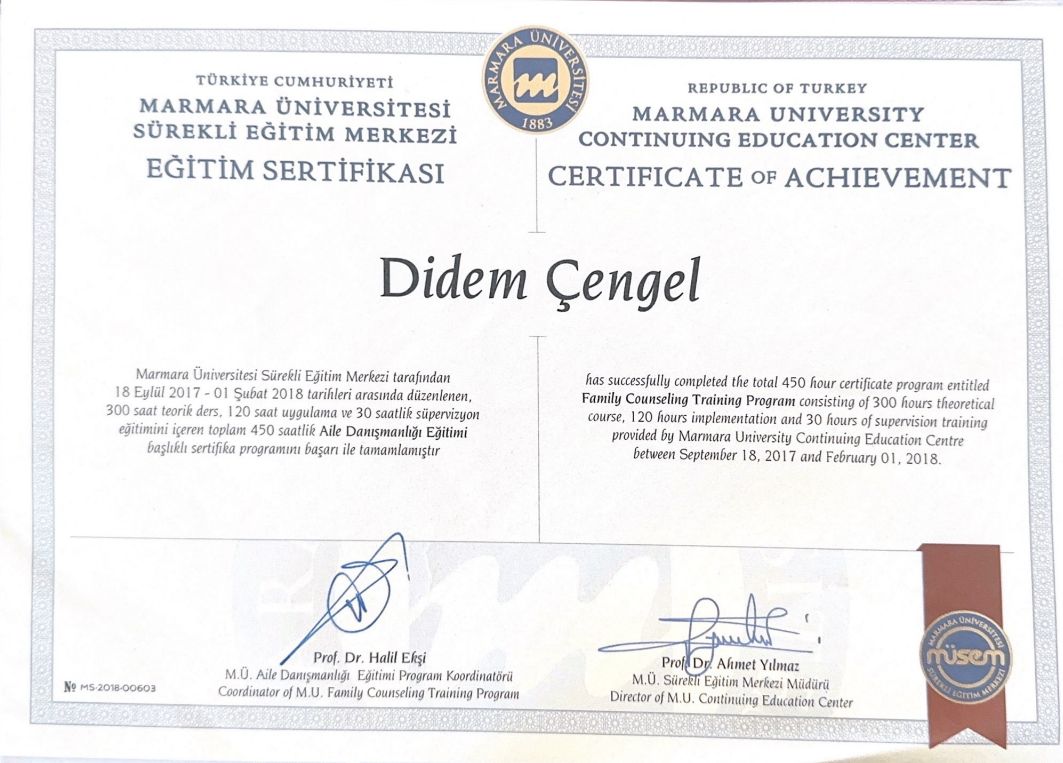 MARMARA ÜNİVERSİTESİ
m
1883
TÜRKİYE CUMHURİYETİ
MARMARA ÜNİVERSİTESİ
SÜREKLİ EĞİTİM MERKEZİ
EĞİTİM SERTİFİKASI
REPUBLIC OF TURKEY
MARMARA UNIVERSITY
CONTINUING EDUCATION CENTER
CERTIFICATE OF ACHIEVEMENT
Didem Çengel
Marmara Üniversitesi Sürekli Eğitim Merkezi tarafından
18 Eylül 2017 - 01 Şubat 2018 tarihleri arasında düzenlenen,
300 saat teorik ders, 120 saat uygulama ve 30 saatlik süpervizyon
eğitimini içeren toplam 450 saatlik Aile Danışmanlığı Eğitimi
başlıklı sertifika programını başarı ile tamamlamıştır
has successfully completed the total 450 hour certificate program entitled
Family Counseling Training Program consisting of 300 hours theoretical
course, 120 hours implementation and 30 hours of supervision training
provided by Marmara University Continuing Education Centre
between September 18, 2017 and February 01, 2018.
Prof. Dr. Halil Ekşi
M.Ü. Aile Danışmanlığı Eğitimi Program Koordinatörü
Coordinator of M.U. Family Counseling Training Program
Prof. Dr. Ahmet Yılmaz
M.Ü. Sürekli Eğitim Merkezi Müdürü
Director of M.U. Continuing Education Center
№ MS-2018-00603
MARMARA ÜNİVERSİTESİ
müsem
SÜREKLİ EĞİTİM MERKEZİ